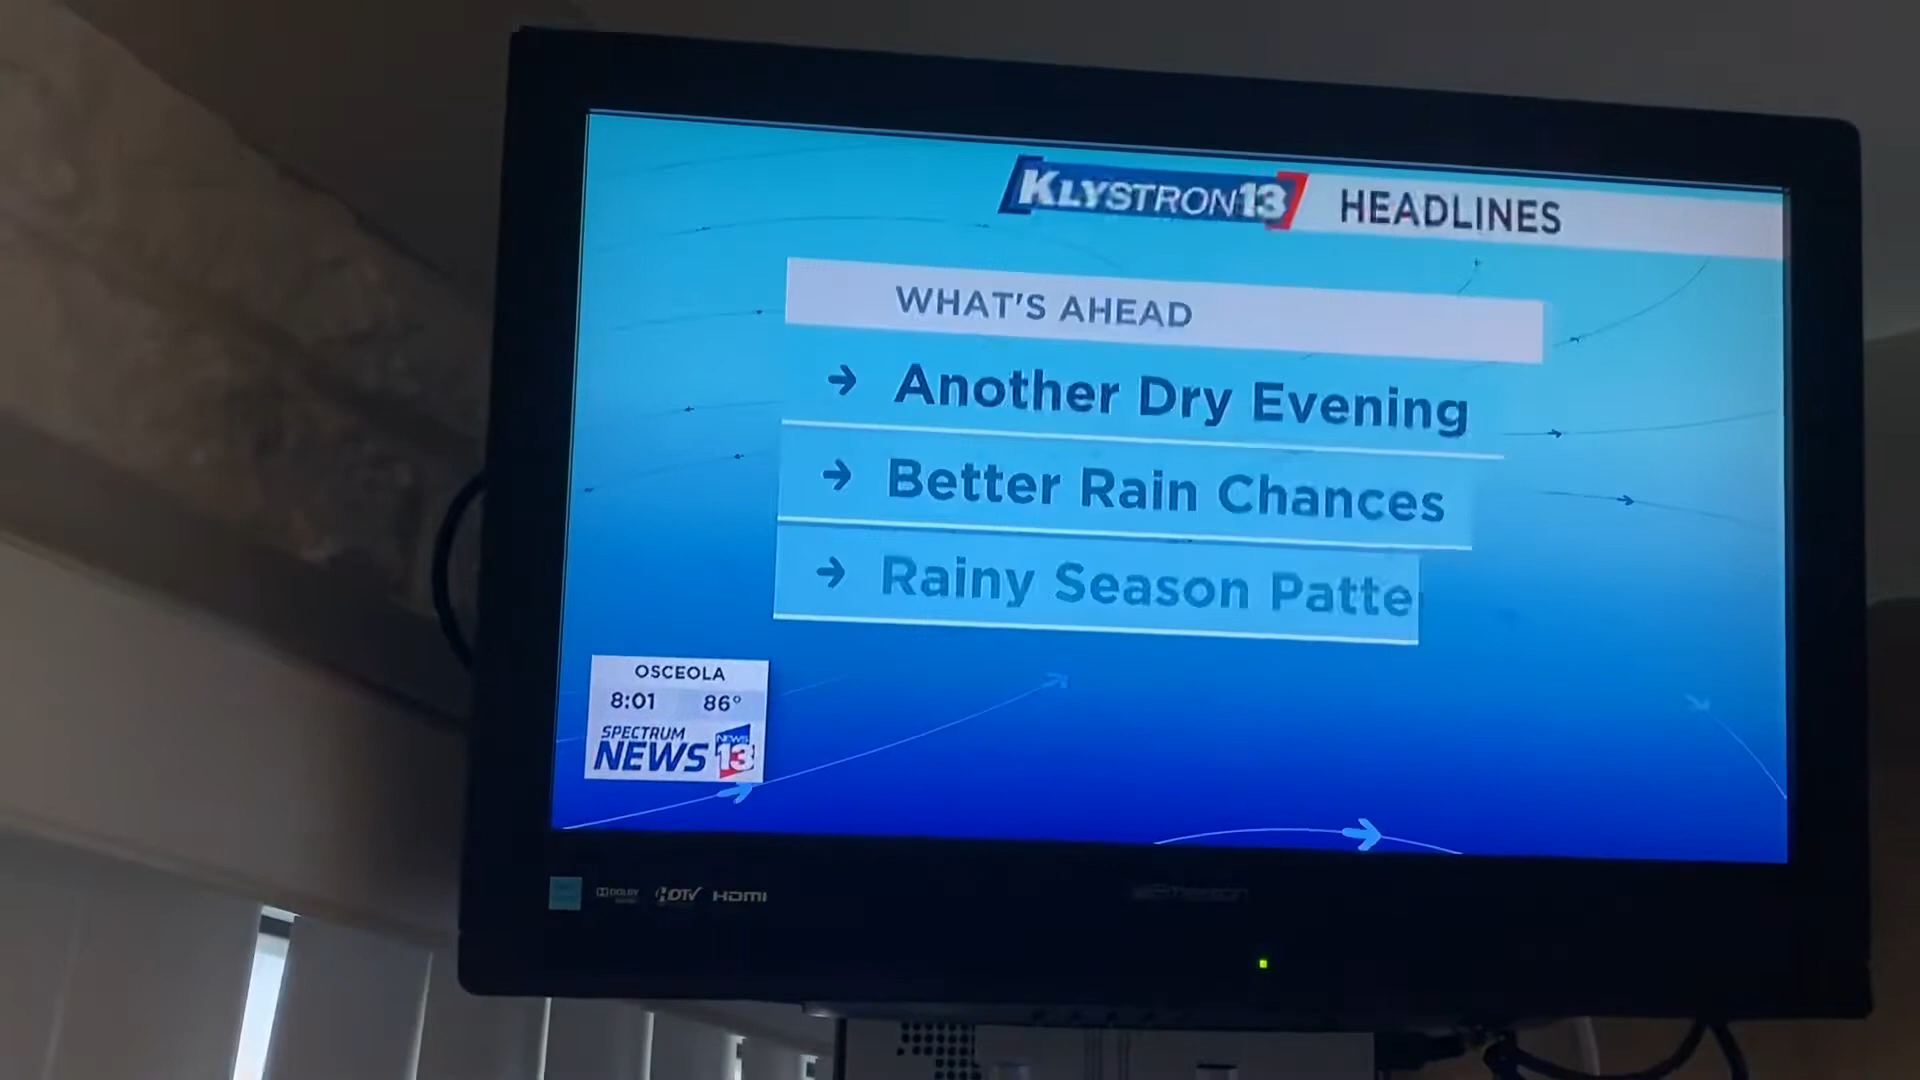 KLYSTRON13 HEADLINES
WHAT'S AHEAD
→ Another Dry Evening
→ Better Rain Chances
→ Rainy Season Patte
OSCEOLA
8:01 86°
SPECTRUM
NEWS NEWS 13
DOLBY HDTV HDMI